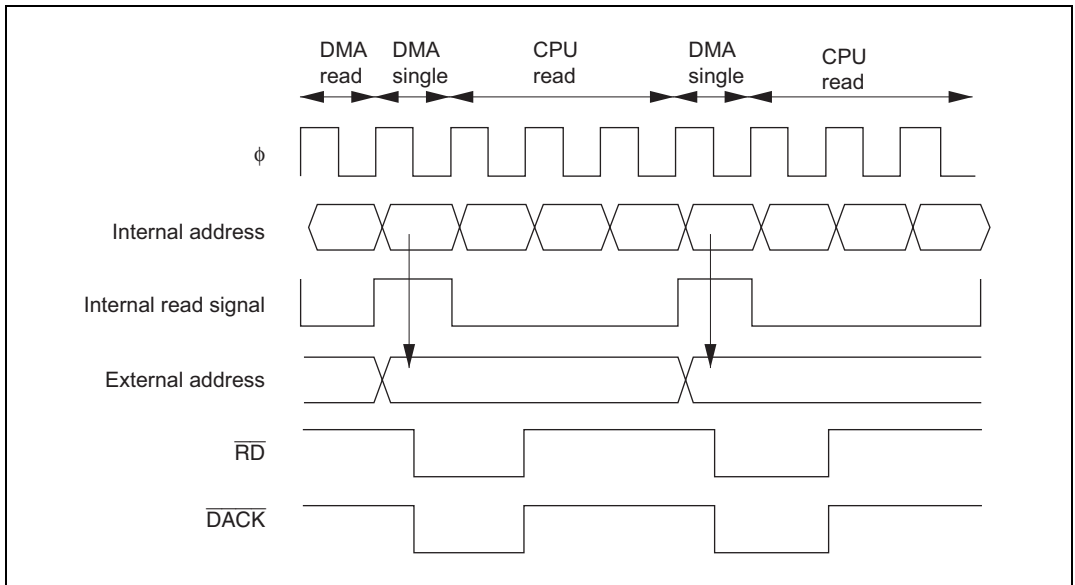 DMA read
DMA single
CPU read
DMA single
CPU read
ϕ
Internal address
Internal read signal
External address
RD
DACK